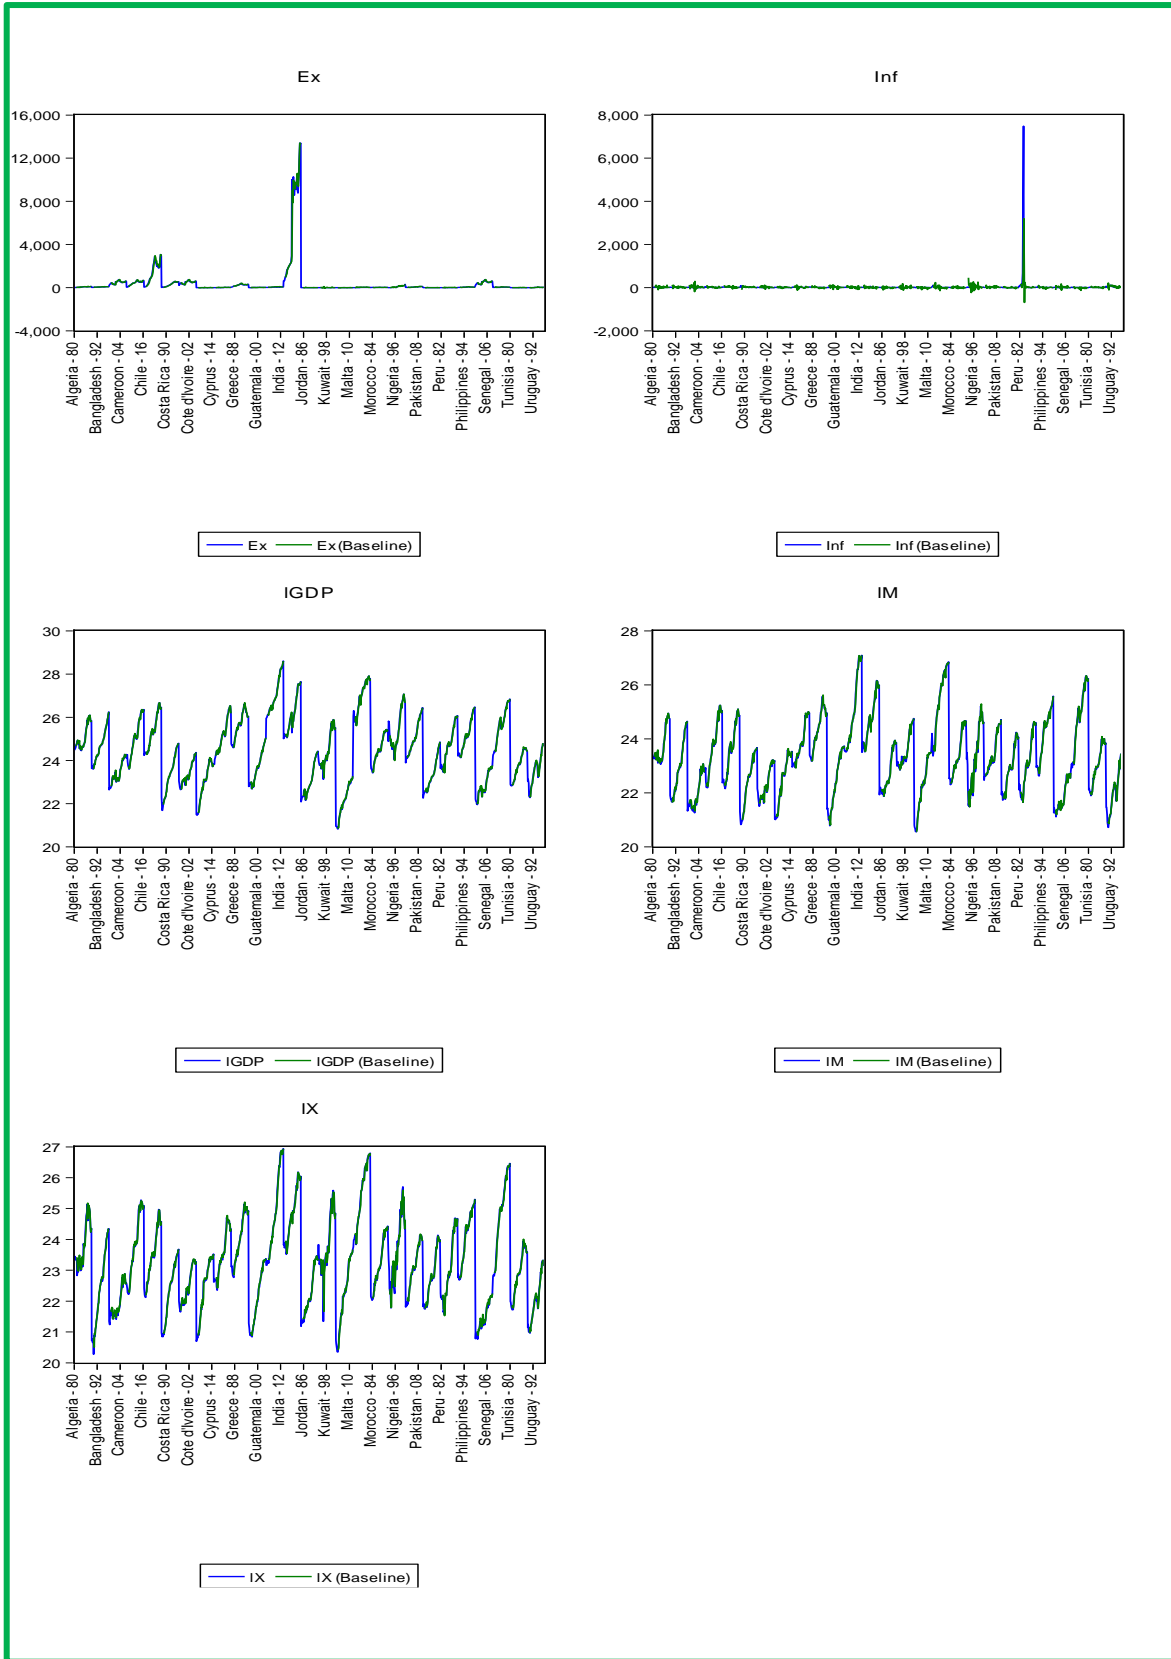 Ex
16,000
12,000
8,000
4,000
0
-4,000
Algeria - 80
Bangladesh - 92
Cameroon - 04
Chile - 16
Costa Rica - 90
Cote d'Ivoire - 02
Cyprus - 14
Greece - 88
Guatemala - 00
India - 12
Jordan - 86
Kuwait - 98
Malta - 10
Morocco - 84
Nigeria - 96
Pakistan - 08
Peru - 82
Philippines - 94
Senegal - 06
Tunisia - 80
Uruguay - 92
Ex Ex (Baseline)
Inf
8,000
6,000
4,000
2,000
0
-2,000
Algeria - 80
Bangladesh - 92
Cameroon - 04
Chile - 16
Costa Rica - 90
Cote d'Ivoire - 02
Cyprus - 14
Greece - 88
Guatemala - 00
India - 12
Jordan - 86
Kuwait - 98
Malta - 10
Morocco - 84
Nigeria - 96
Pakistan - 08
Peru - 82
Philippines - 94
Senegal - 06
Tunisia - 80
Uruguay - 92
Inf Inf (Baseline)
IGDP
30
28
26
24
22
20
Algeria - 80
Bangladesh - 92
Cameroon - 04
Chile - 16
Costa Rica - 90
Cote d'Ivoire - 02
Cyprus - 14
Greece - 88
Guatemala - 00
India - 12
Jordan - 86
Kuwait - 98
Malta - 10
Morocco - 84
Nigeria - 96
Pakistan - 08
Peru - 82
Philippines - 94
Senegal - 06
Tunisia - 80
Uruguay - 92
IGDP IGDP (Baseline)
IM
28
26
24
22
20
Algeria - 80
Bangladesh - 92
Cameroon - 04
Chile - 16
Costa Rica - 90
Cote d'Ivoire - 02
Cyprus - 14
Greece - 88
Guatemala - 00
India - 12
Jordan - 86
Kuwait - 98
Malta - 10
Morocco - 84
Nigeria - 96
Pakistan - 08
Peru - 82
Philippines - 94
Senegal - 06
Tunisia - 80
Uruguay - 92
IM IM (Baseline)
IX
27
26
25
24
23
22
21
20
Algeria - 80
Bangladesh - 92
Cameroon - 04
Chile - 16
Costa Rica - 90
Cote d'Ivoire - 02
Cyprus - 14
Greece - 88
Guatemala - 00
India - 12
Jordan - 86
Kuwait - 98
Malta - 10
Morocco - 84
Nigeria - 96
Pakistan - 08
Peru - 82
Philippines - 94
Senegal - 06
Tunisia - 80
Uruguay - 92
IX IX (Baseline)